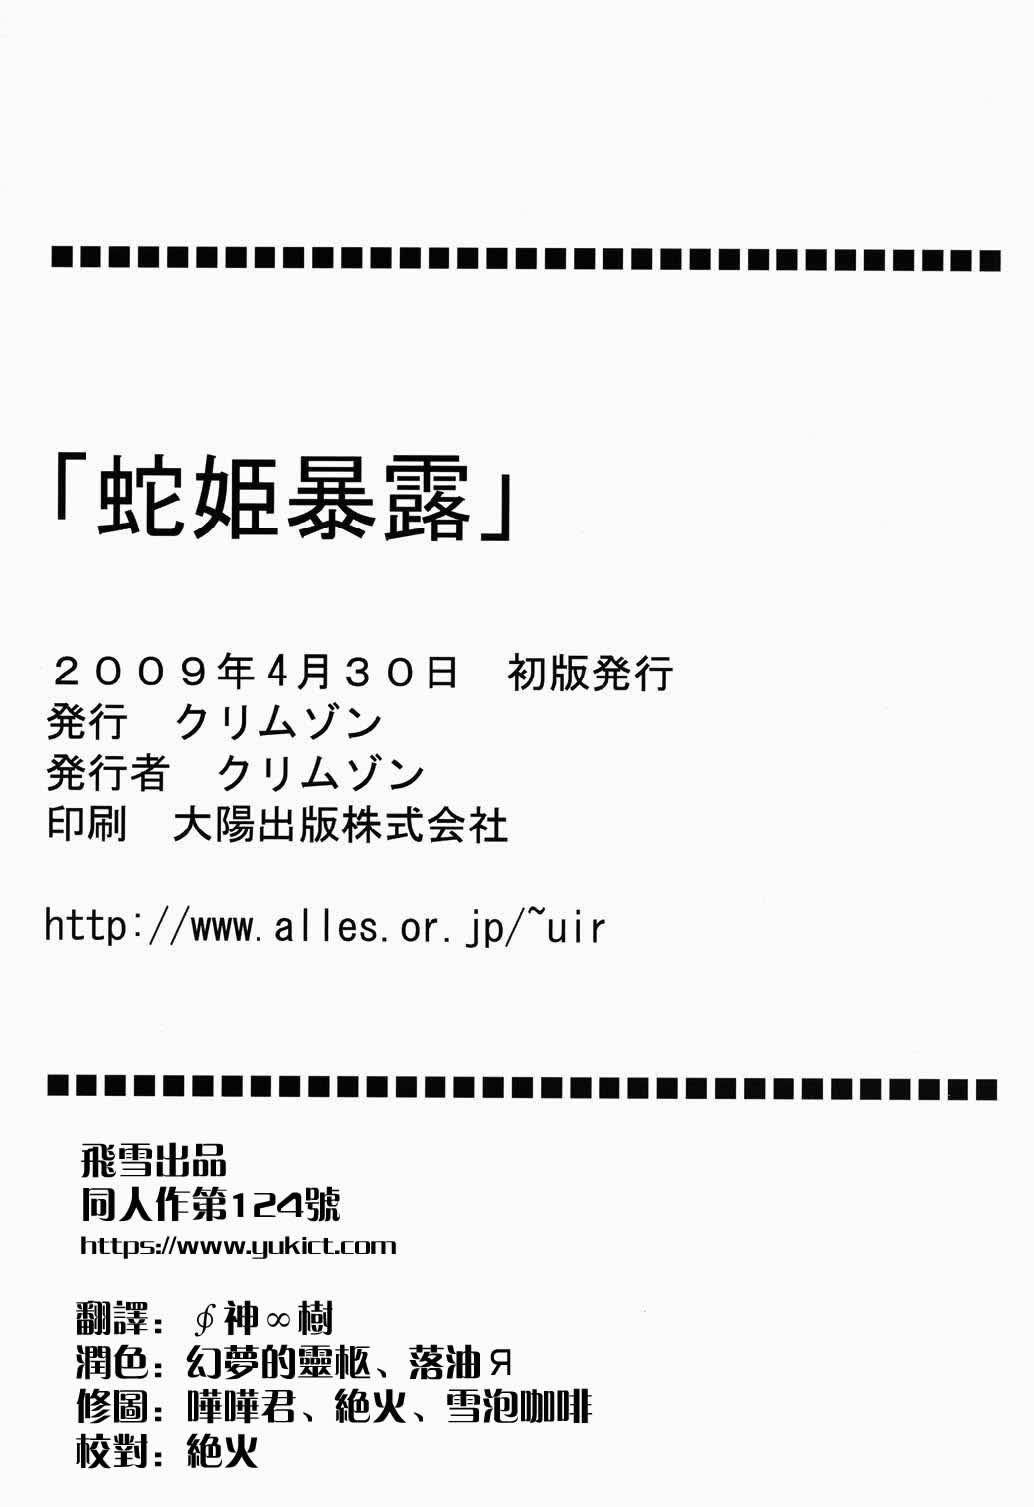 「蛇姫暴露」
２００９年4月３０日　初版発行
発行　クリムゾン
発行者　クリムゾン
印刷　大陽出版株式会社
http://www.alles.or.jp/~uir
飛雪出品
同人作第124號
https://www.yukict.com
翻譯：∮神∞樹
潤色：幻夢的靈柩、落油Я
修圖：嘩嘩君、絕火、雪泡咖啡
校對：絕火